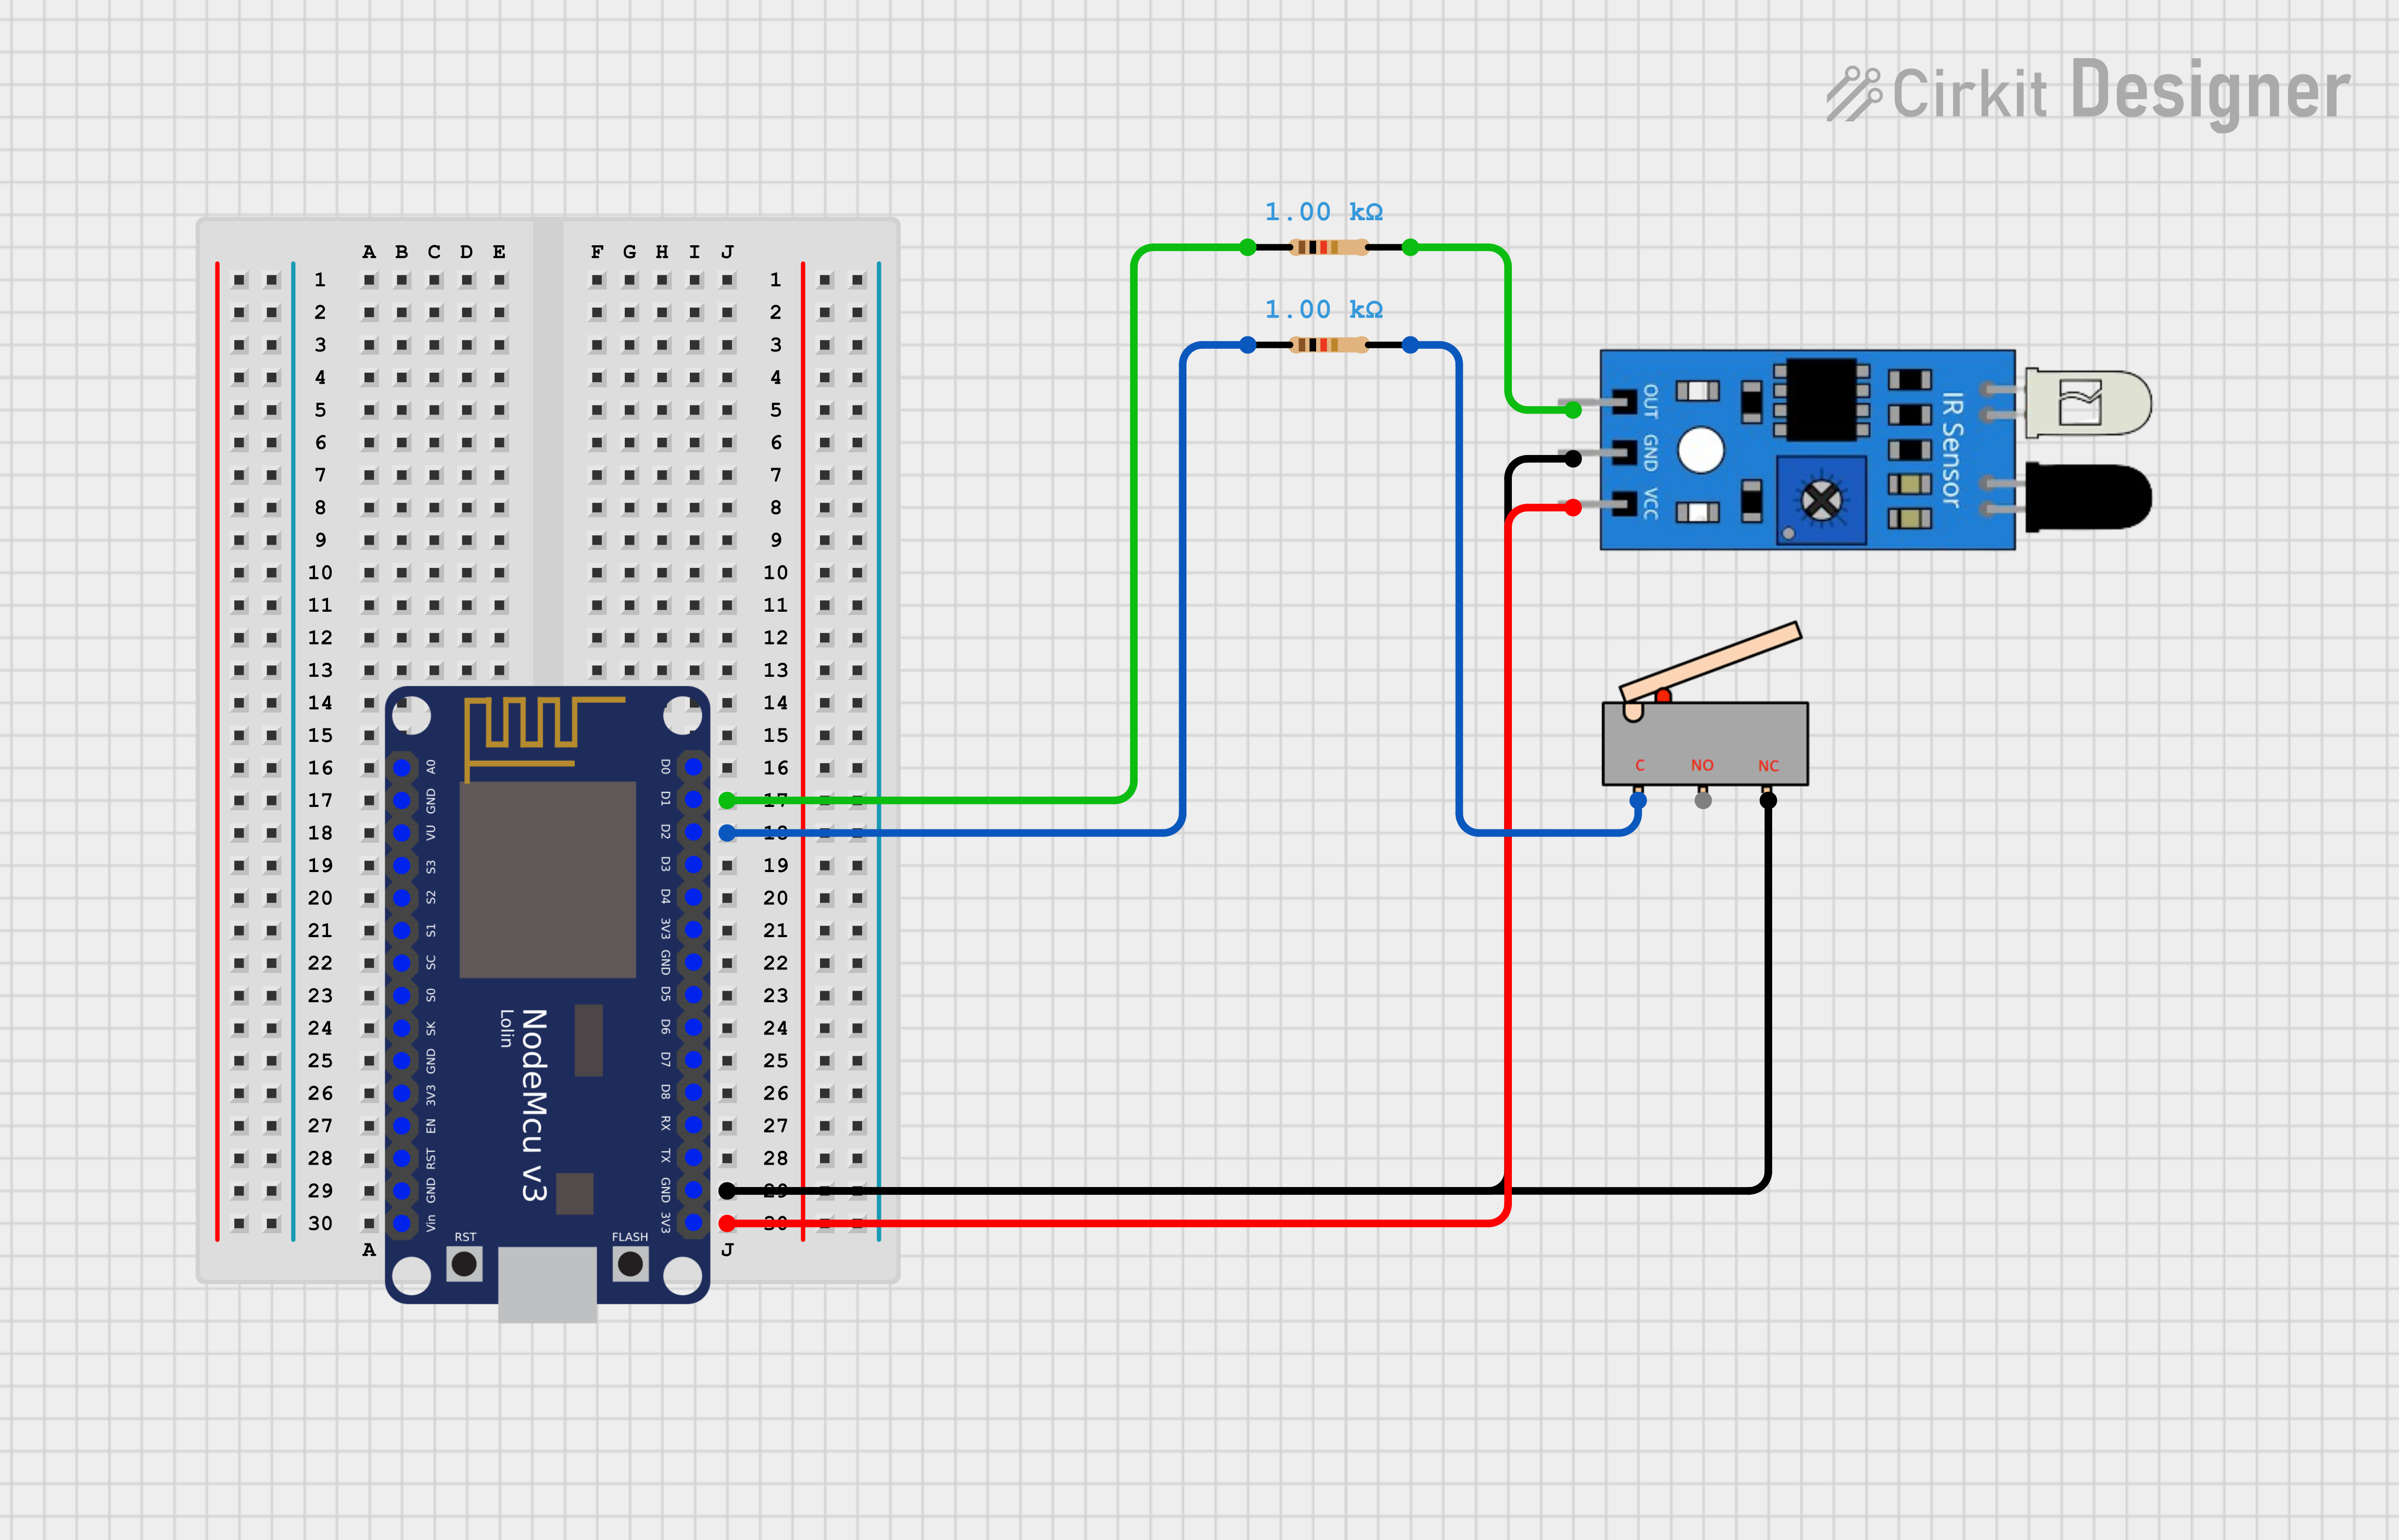 Cirkit Designer
1.00 kΩ
1.00 kΩ
A B C D E F G H I J
1 1
2 2
3 3
4 4
5 5
6 6
7 7
8 8
9 9
10 10
11 11
12 12
13 13
14 14
15 15
16 16
17 17
18 18
19 19
20 20
21 21
22 22
23 23
24 24
25 25
26 26
27 27
28 28
29 29
30 30
A J
A0
GND
VU
S3
S2
S1
SC
S0
SK
GND
3V3
EN
RST
GND
Vin
D0
D1
D2
D3
D4
3V3
GND
D5
D6
D7
D8
RX
TX
GND
3V3
NodeMcu v3
Lolin
RST
FLASH
OUT
GND
VCC
IR Sensor
C NO NC